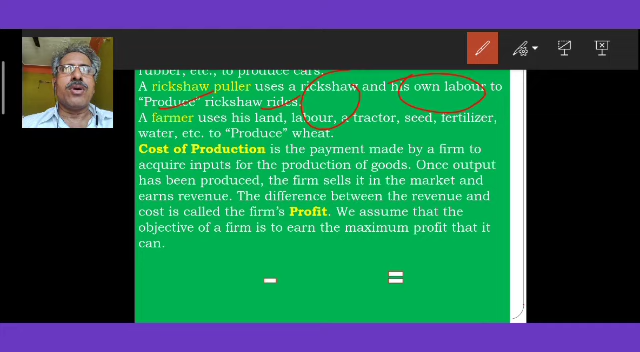 rubber, etc., to produce cars.
A rickshaw puller uses a rickshaw and his own labour to
“Produce” rickshaw rides.
A farmer uses his land, labour, a tractor, seed, fertilizer,
water, etc. to “Produce” wheat.
Cost of Production is the payment made by a firm to
acquire inputs for the production of goods. Once output
has been produced, the firm sells it in the market and
earns revenue. The difference between the revenue and
cost is called the firm’s Profit. We assume that the
objective of a firm is to earn the maximum profit that it
can.
- =